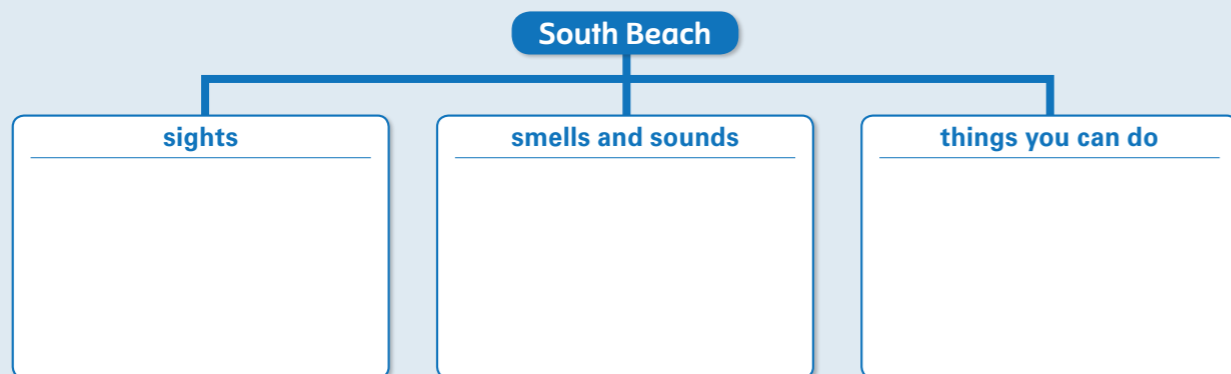 South Beach
sights
smells and sounds
things you can do